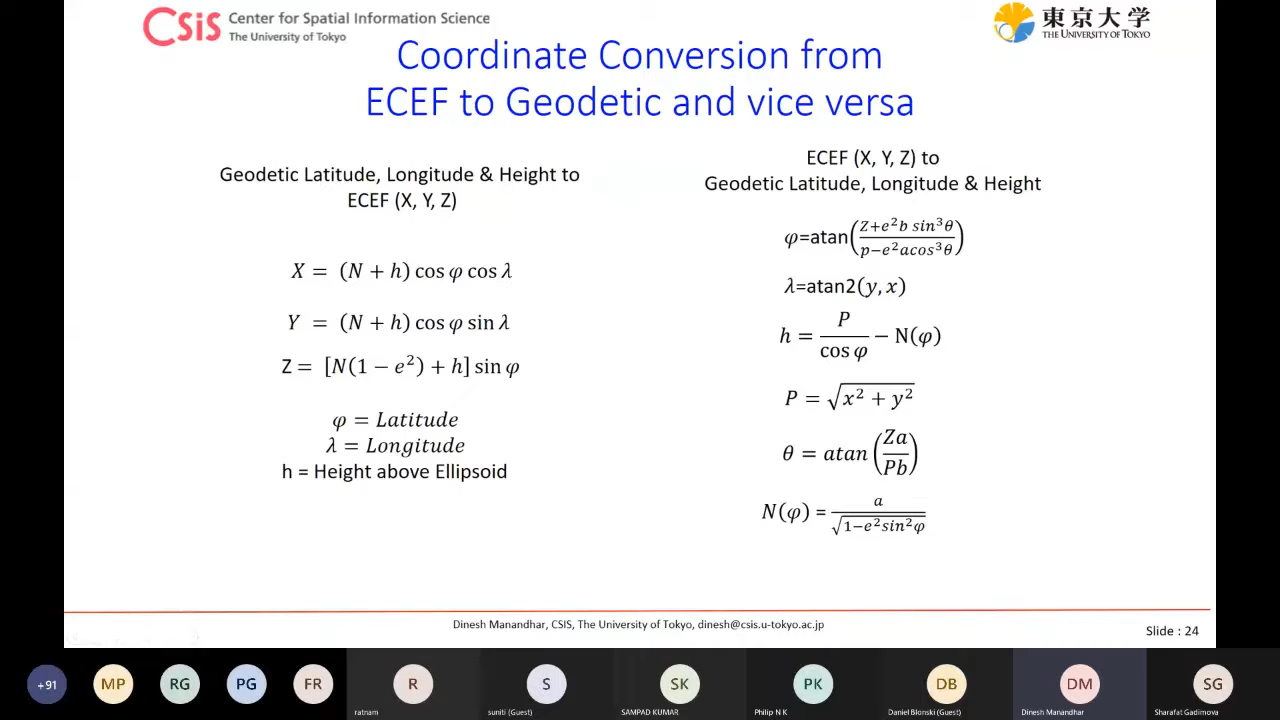 CSiS Center for Spatial Information Science
The University of Tokyo
東京大学
THE UNIVERSITY OF TOKYO
Coordinate Conversion from
ECEF to Geodetic and vice versa
Geodetic Latitude, Longitude & Height to
ECEF (X, Y, Z)
X = (N + h) cos φ cos λ
Y = (N + h) cos φ sin λ
Z = [N(1 − e²) + h] sin φ
φ = Latitude
λ = Longitude
h = Height above Ellipsoid
ECEF (X, Y, Z) to
Geodetic Latitude, Longitude & Height
φ=atan((Z+e²b sin³θ)/(p−e²acos³θ))
λ=atan2(y, x)
h = P/cos φ − N(φ)
P = √(x² + y²)
θ = atan(Za/Pb)
N(φ) = a/√(1−e²sin²φ)
Dinesh Manandhar, CSIS, The University of Tokyo, dinesh@csis.u-tokyo.ac.jp
Slide : 24
+91 MP RG PG FR R S SK PK DB DM SG
ratnam suniti (Guest) SAMPAD KUMAR Philip N K Daniel Blonski (Guest) Dinesh Manandhar Sharafat Gadimova